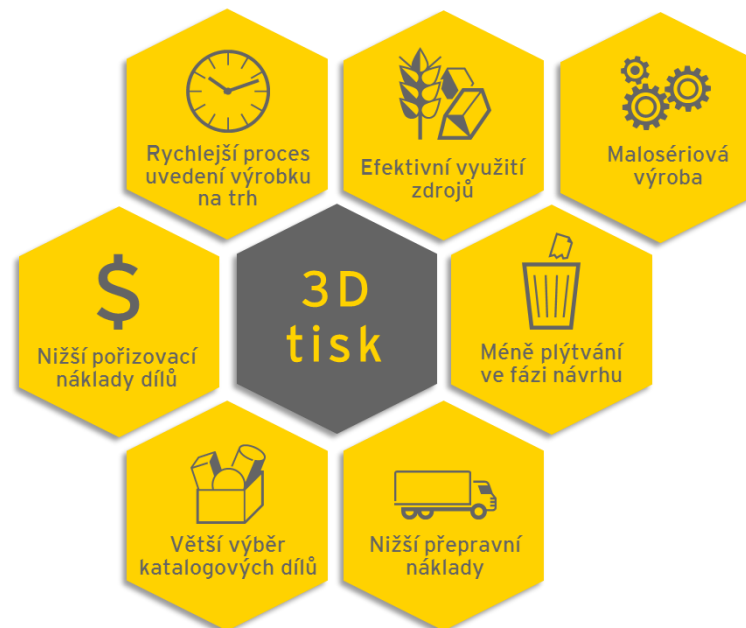 Rychlejší proces
uvedení výrobku
na trh
Efektivní využití
zdrojů
Malosériová
výroba
$
Nižší pořizovací
náklady dílů
3D
tisk
Méně plýtvání
ve fázi návrhu
Větší výběr
katalogových dílů
Nižší přepravní
náklady